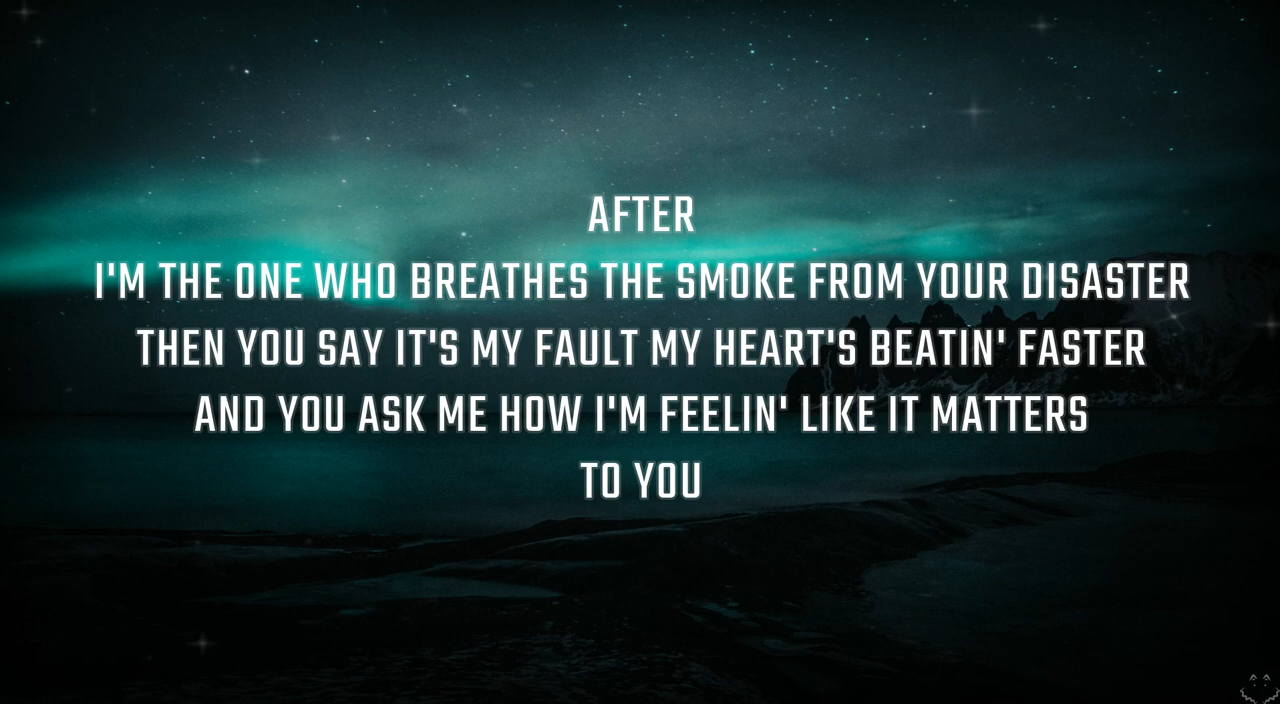 AFTER
I'M THE ONE WHO BREATHES THE SMOKE FROM YOUR DISASTER
THEN YOU SAY IT'S MY FAULT MY HEART'S BEATIN' FASTER
AND YOU ASK ME HOW I'M FEELIN' LIKE IT MATTERS
TO YOU